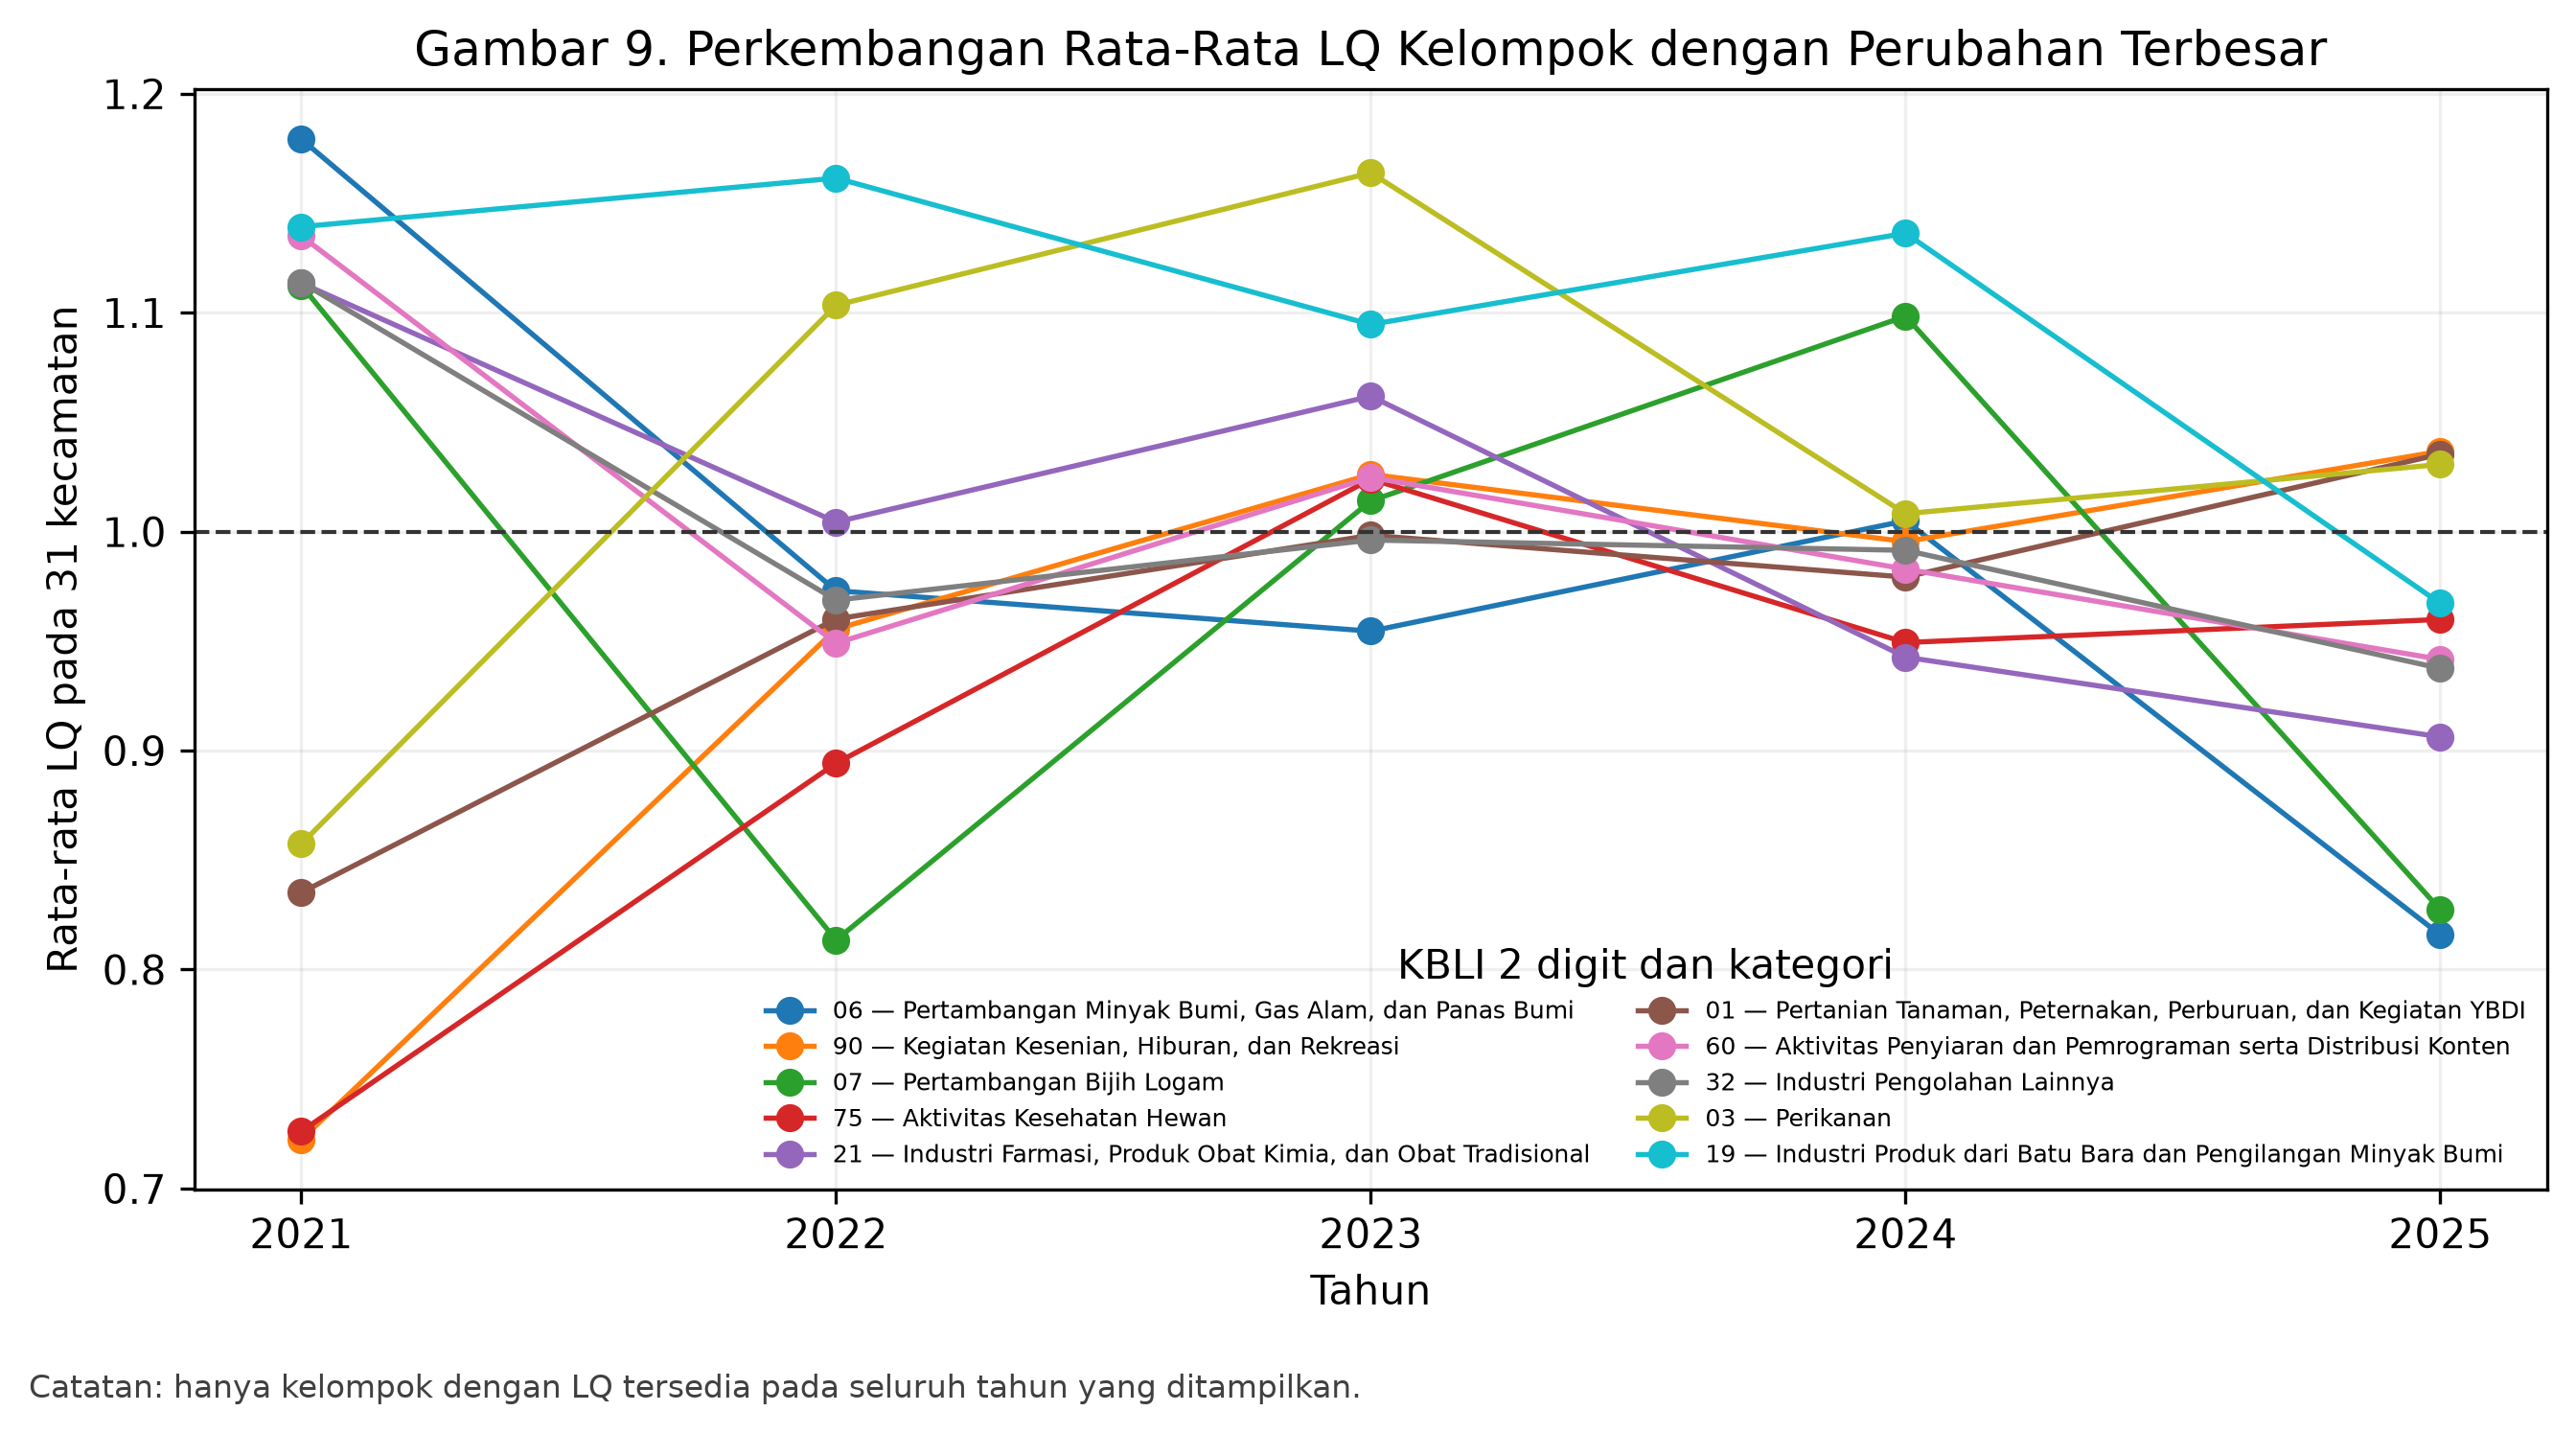 Gambar 9. Perkembangan Rata-Rata LQ Kelompok dengan Perubahan Terbesar
Rata-rata LQ pada 31 kecamatan
1.2
1.1
1.0
0.9
0.8
0.7
KBLI 2 digit dan kategori
06 — Pertambangan Minyak Bumi, Gas Alam, dan Panas Bumi
90 — Kegiatan Kesenian, Hiburan, dan Rekreasi
07 — Pertambangan Bijih Logam
75 — Aktivitas Kesehatan Hewan
21 — Industri Farmasi, Produk Obat Kimia, dan Obat Tradisional
01 — Pertanian Tanaman, Peternakan, Perburuan, dan Kegiatan YBDI
60 — Aktivitas Penyiaran dan Pemrograman serta Distribusi Konten
32 — Industri Pengolahan Lainnya
03 — Perikanan
19 — Industri Produk dari Batu Bara dan Pengilangan Minyak Bumi
2021 2022 2023 2024 2025
Tahun
Catatan: hanya kelompok dengan LQ tersedia pada seluruh tahun yang ditampilkan.